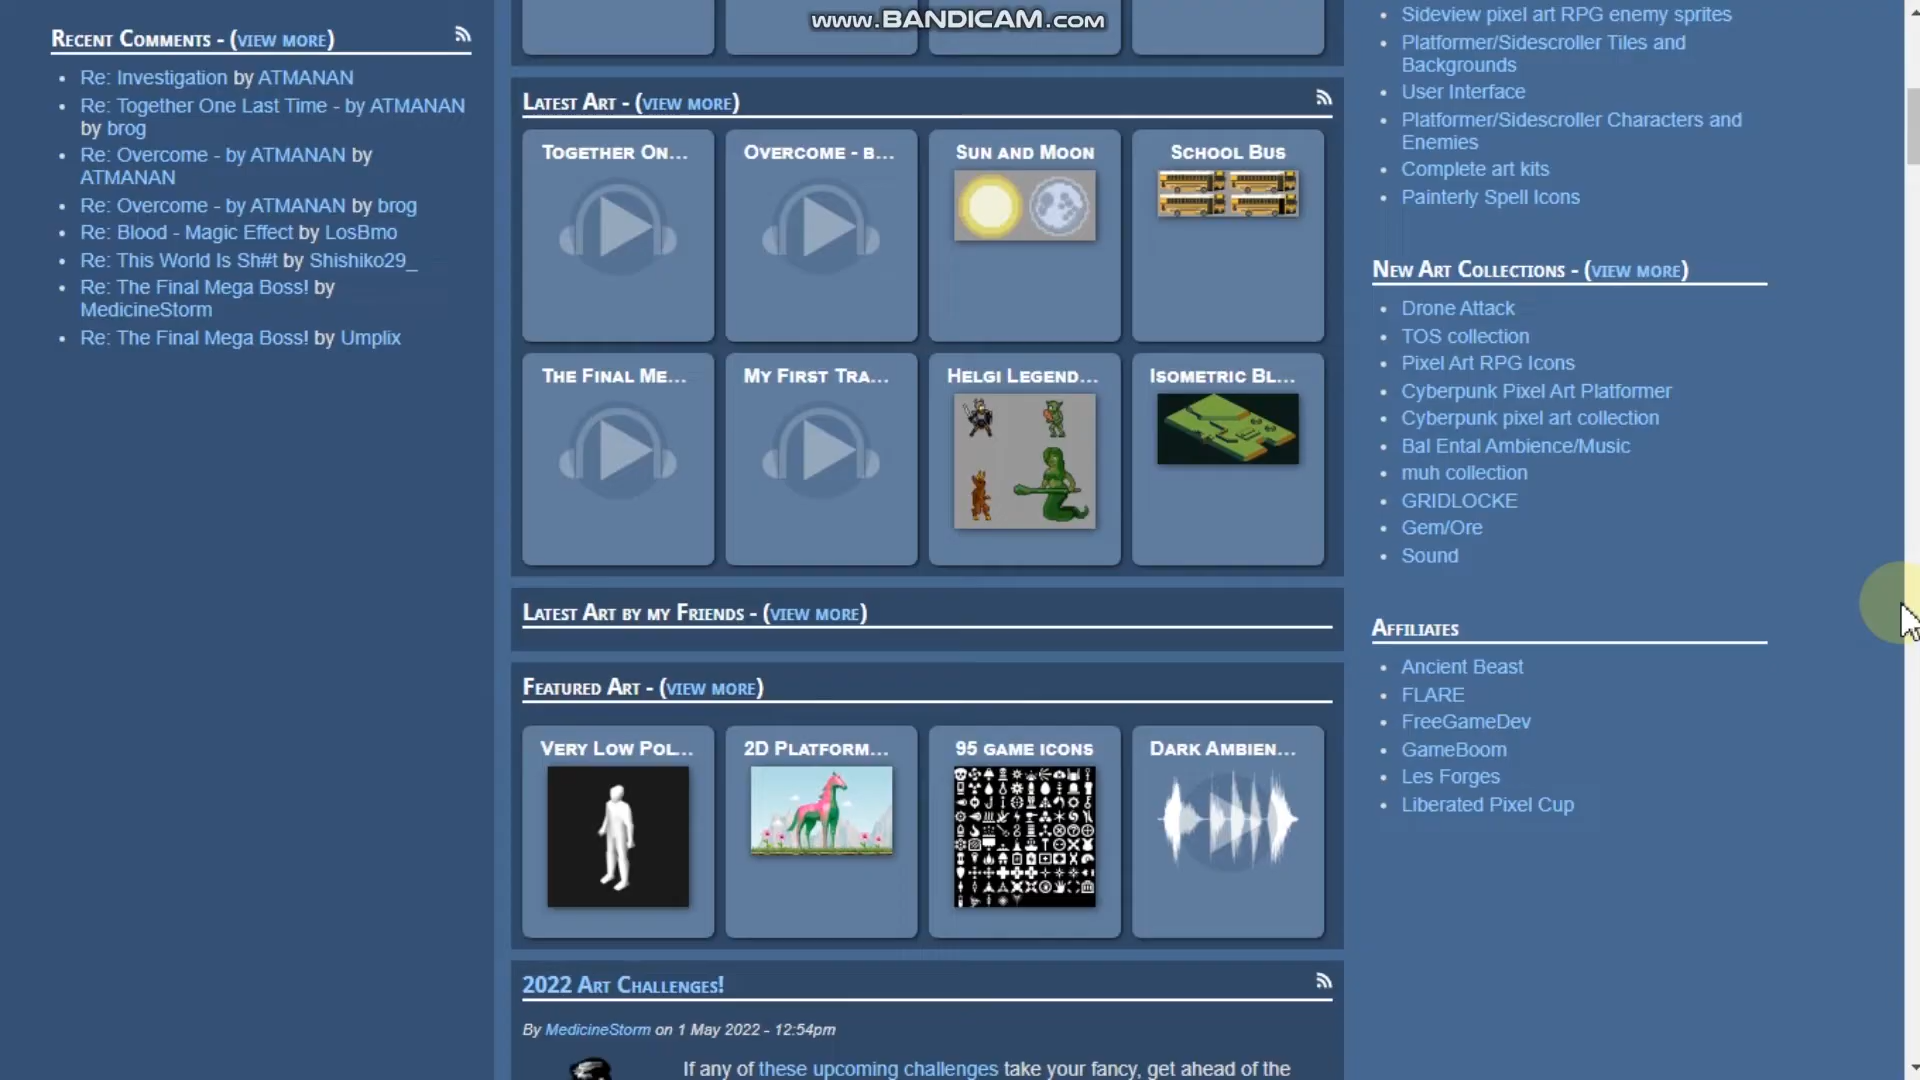 www.BANDICAM.com
Recent Comments - (view more)
Re: Investigation by ATMANAN
Re: Together One Last Time - by ATMANAN
by brog
Re: Overcome - by ATMANAN by
ATMANAN
Re: Overcome - by ATMANAN by brog
Re: Blood - Magic Effect by LosBmo
Re: This World Is Sh#t by Shishiko29_
Re: The Final Mega Boss! by
MedicineStorm
Re: The Final Mega Boss! by Umplix
Latest Art - (view more)
Together On...
Overcome - b...
Sun and Moon
School Bus
The Final Me...
My First Tra...
Helgi Legend...
Isometric Bl...
Latest Art by my Friends - (view more)
Featured Art - (view more)
Very Low Pol...
2D Platform...
95 game icons
Dark Ambien...
2022 Art Challenges!
By MedicineStorm on 1 May 2022 - 12:54pm
If any of these upcoming challenges take your fancy, get ahead of the
Sideview pixel art RPG enemy sprites
Platformer/Sidescroller Tiles and
Backgrounds
User Interface
Platformer/Sidescroller Characters and
Enemies
Complete art kits
Painterly Spell Icons
New Art Collections - (view more)
Drone Attack
TOS collection
Pixel Art RPG Icons
Cyberpunk Pixel Art Platformer
Cyberpunk pixel art collection
Bal Ental Ambience/Music
muh collection
GRIDLOCKE
Gem/Ore
Sound
Affiliates
Ancient Beast
FLARE
FreeGameDev
GameBoom
Les Forges
Liberated Pixel Cup